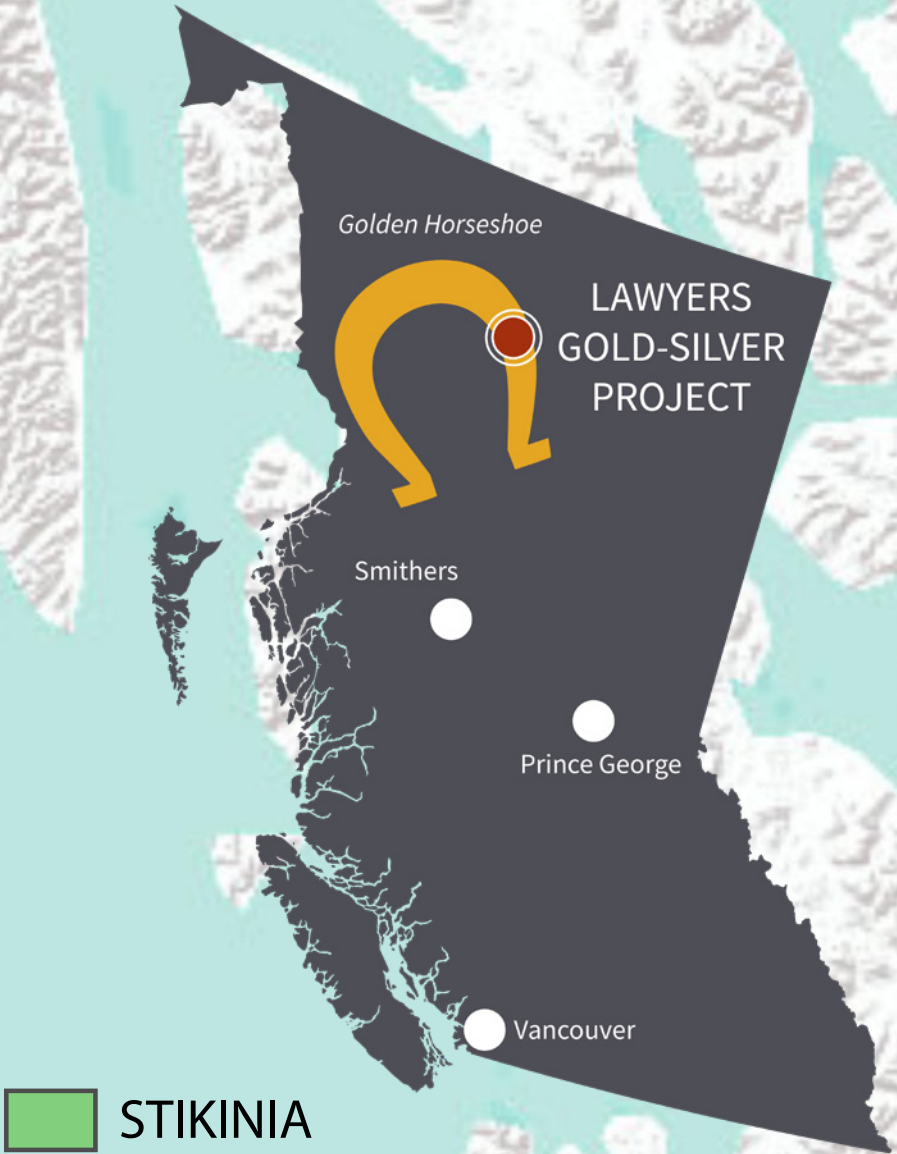 Golden Horseshoe
LAWYERS
GOLD-SILVER
PROJECT
Smithers
Prince George
Vancouver
STIKINIA